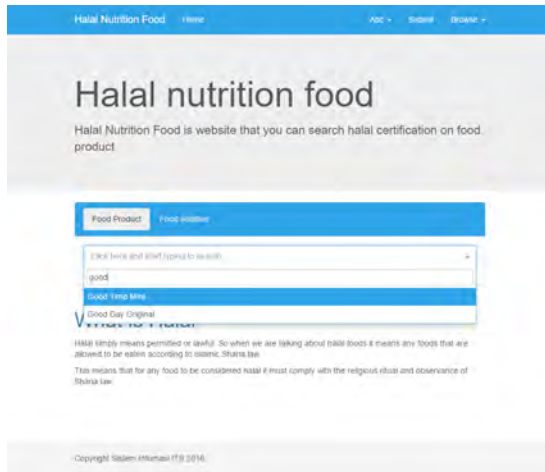 Halal Nutrition Food Home Abc Submit Browse
Halal nutrition food
Halal Nutrition Food is website that you can search halal certification on food
product
Food Product Food Additive
Click here and start typing to search
good
Good Time Mini
Good Day Original
What is Halal
Halal simply means permitted or lawful. So when we are talking about halal foods it means any foods that are
allowed to be eaten according to Islamic Sharia law.
This means that for any food to be considered halal it must comply with the religious ritual and observance of
Sharia law.
Copyright Sistem Informasi ITS 2016